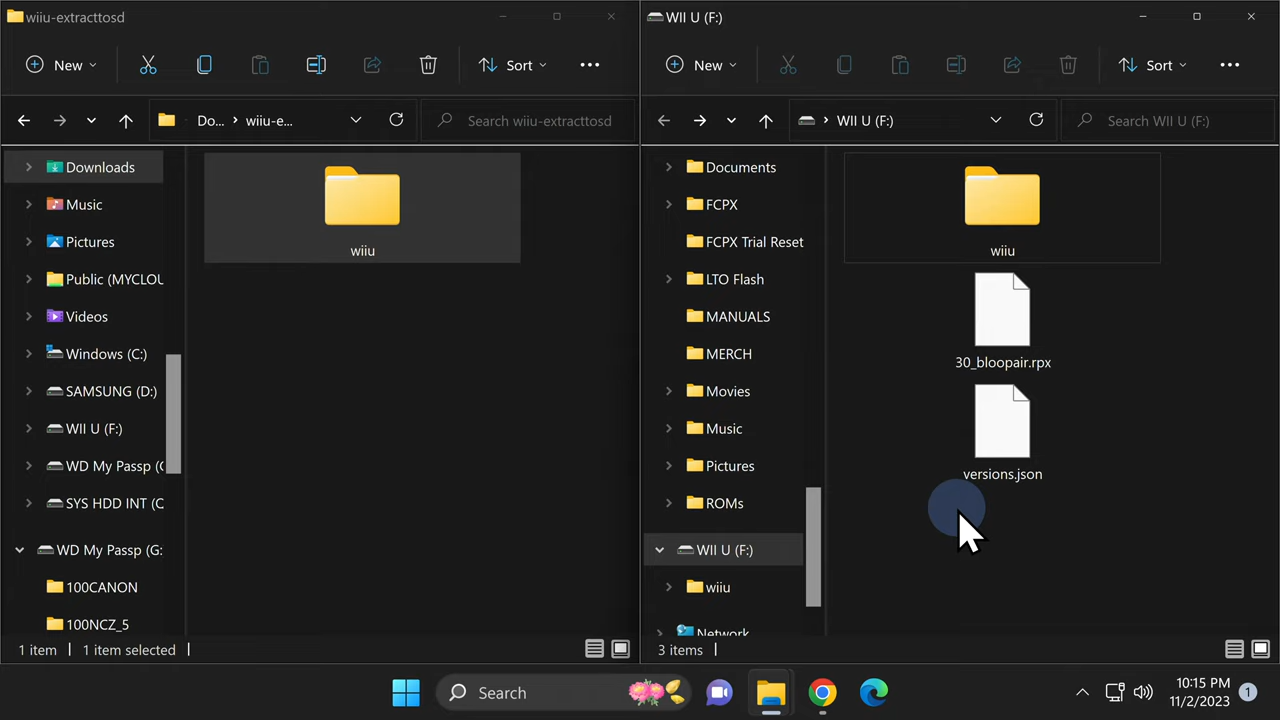 wiiu-extracttosd
New
Sort
Do...
wiiu-e...
Search wiiu-extracttosd
Downloads
Music
Pictures
Public (MYCLOU
Videos
Windows (C:)
SAMSUNG (D:)
WII U (F:)
WD My Passp (
SYS HDD INT (
WD My Passp (G:
100CANON
100NCZ_5
wiiu
1 item
1 item selected
WII U (F:)
New
Sort
WII U (F:)
Search WII U (F:)
Documents
FCPX
FCPX Trial Reset
LTO Flash
MANUALS
MERCH
Movies
Music
Pictures
ROMs
WII U (F:)
wiiu
Network
wiiu
30_bloopair.rpx
versions.json
3 items
Search
10:15 PM
11/2/2023
1